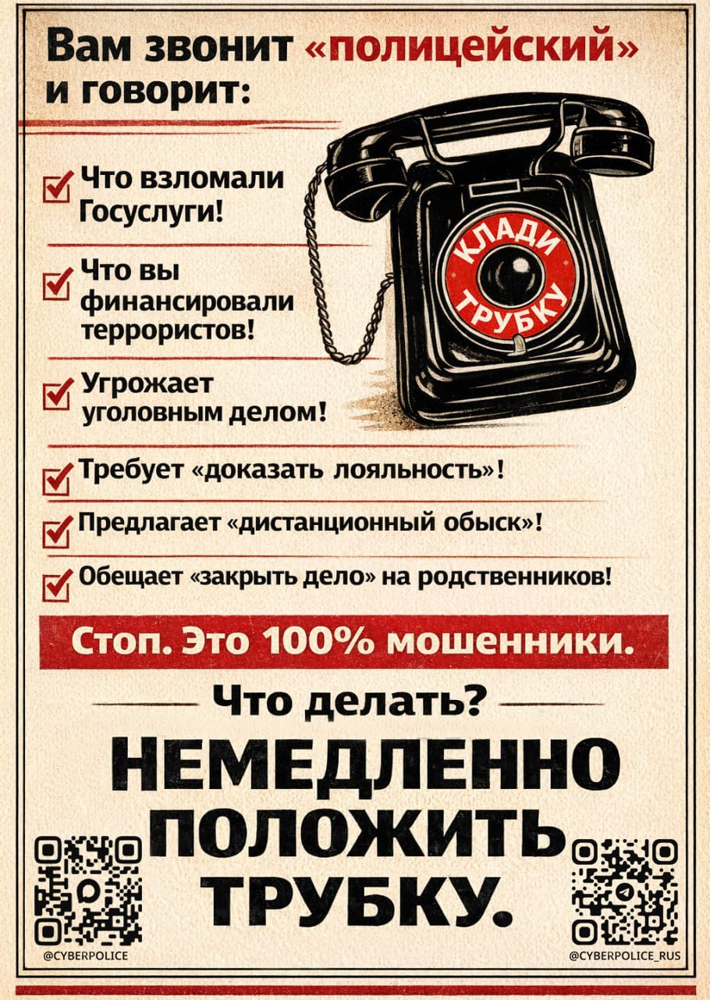 Вам звонит «полицейский»
и говорит:
Что взломали
Госуслуги!
Что вы
финансировали
террористов!
Угрожает
уголовным делом!
КЛАДИ
ТРУБКУ
Требует «доказать лояльность»!
Предлагает «дистанционный обыск»!
Обещает «закрыть дело» на родственников!
Стоп. Это 100% мошенники.
Что делать?
НЕМЕДЛЕННО
ПОЛОЖИТЬ
ТРУБКУ.
@CYBERPOLICE
@CYBERPOLICE_RUS